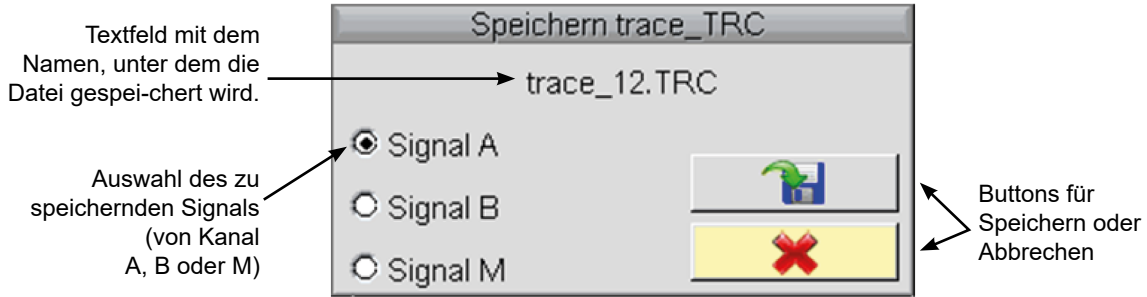 Speichern trace_TRC
Textfeld mit dem
Namen, unter dem die
Datei gespei-chert wird.
trace_12.TRC
Signal A
Signal B
Signal M
Auswahl des zu
speichernden Signals
(von Kanal
A, B oder M)
Buttons für
Speichern oder
Abbrechen